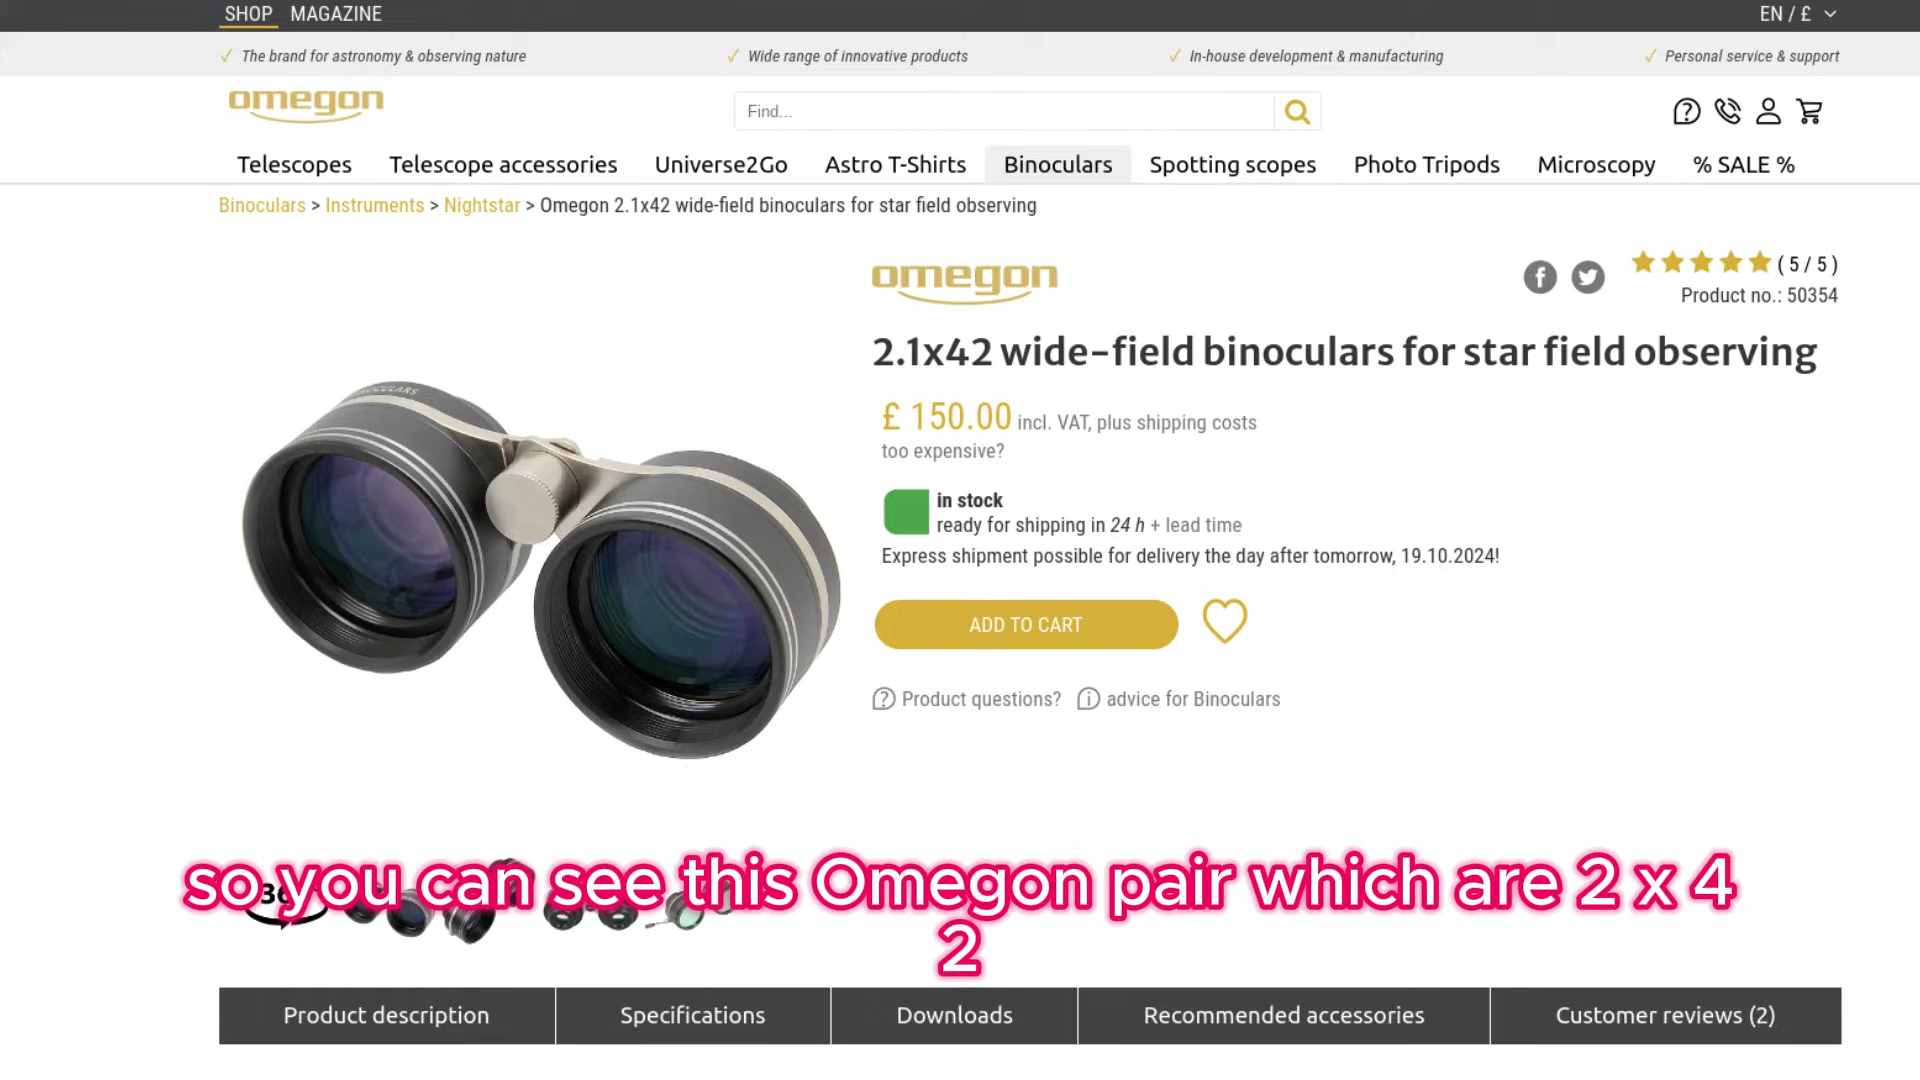 SHOP MAGAZINE EN / £
The brand for astronomy & observing nature Wide range of innovative products In-house development & manufacturing Personal service & support
omegon
Find...
Telescopes Telescope accessories Universe2Go Astro T-Shirts Binoculars Spotting scopes Photo Tripods Microscopy % SALE %
Binoculars > Instruments > Nightstar > Omegon 2.1x42 wide-field binoculars for star field observing
omegon
( 5 / 5 )
Product no.: 50354
2.1x42 wide-field binoculars for star field observing
£ 150.00 incl. VAT, plus shipping costs
too expensive?
in stock
ready for shipping in 24 h + lead time
Express shipment possible for delivery the day after tomorrow, 19.10.2024!
ADD TO CART
Product questions? advice for Binoculars
so you can see this Omegon pair which are 2 x 4
2
Product description Specifications Downloads Recommended accessories Customer reviews (2)